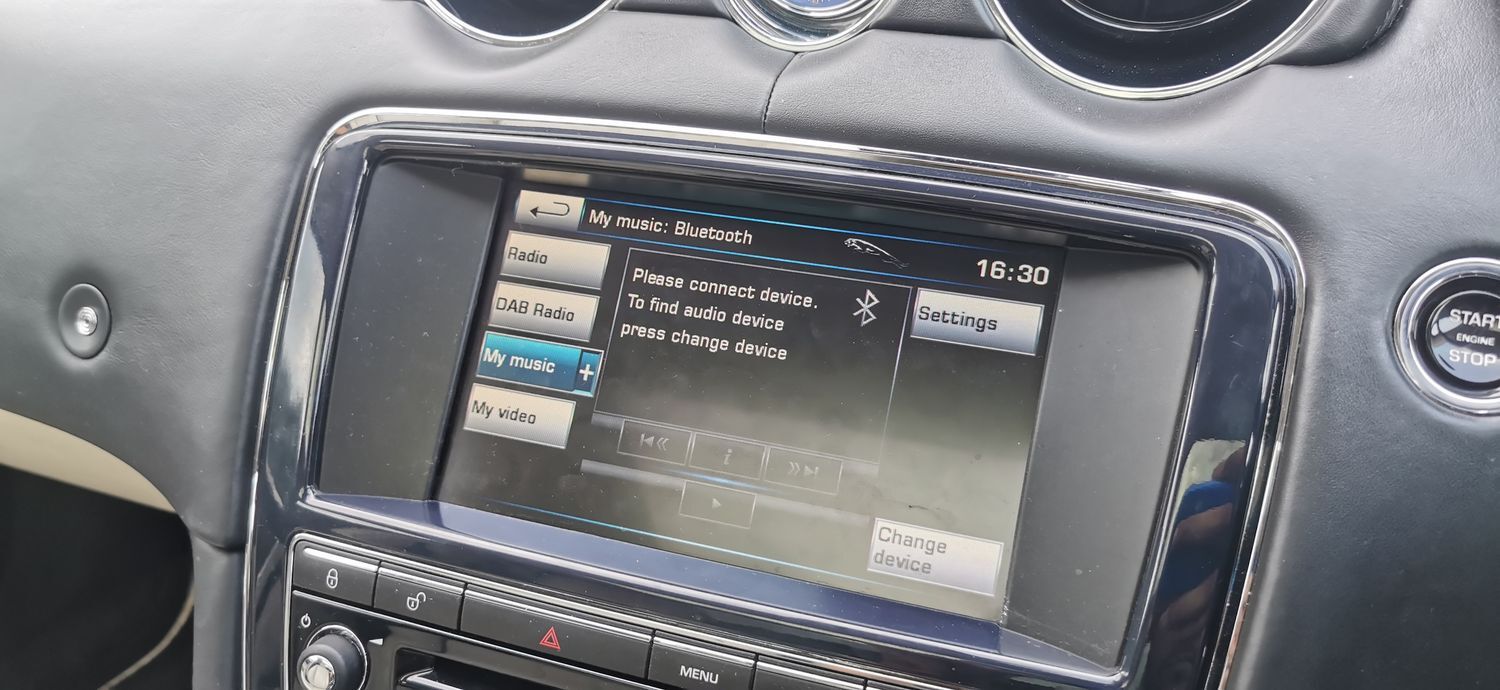 My music: Bluetooth
16:30
Radio
DAB Radio
My music +
My video
Please connect device.
To find audio device
press change device
Settings
i
Change
device
START
ENGINE
STOP
MENU